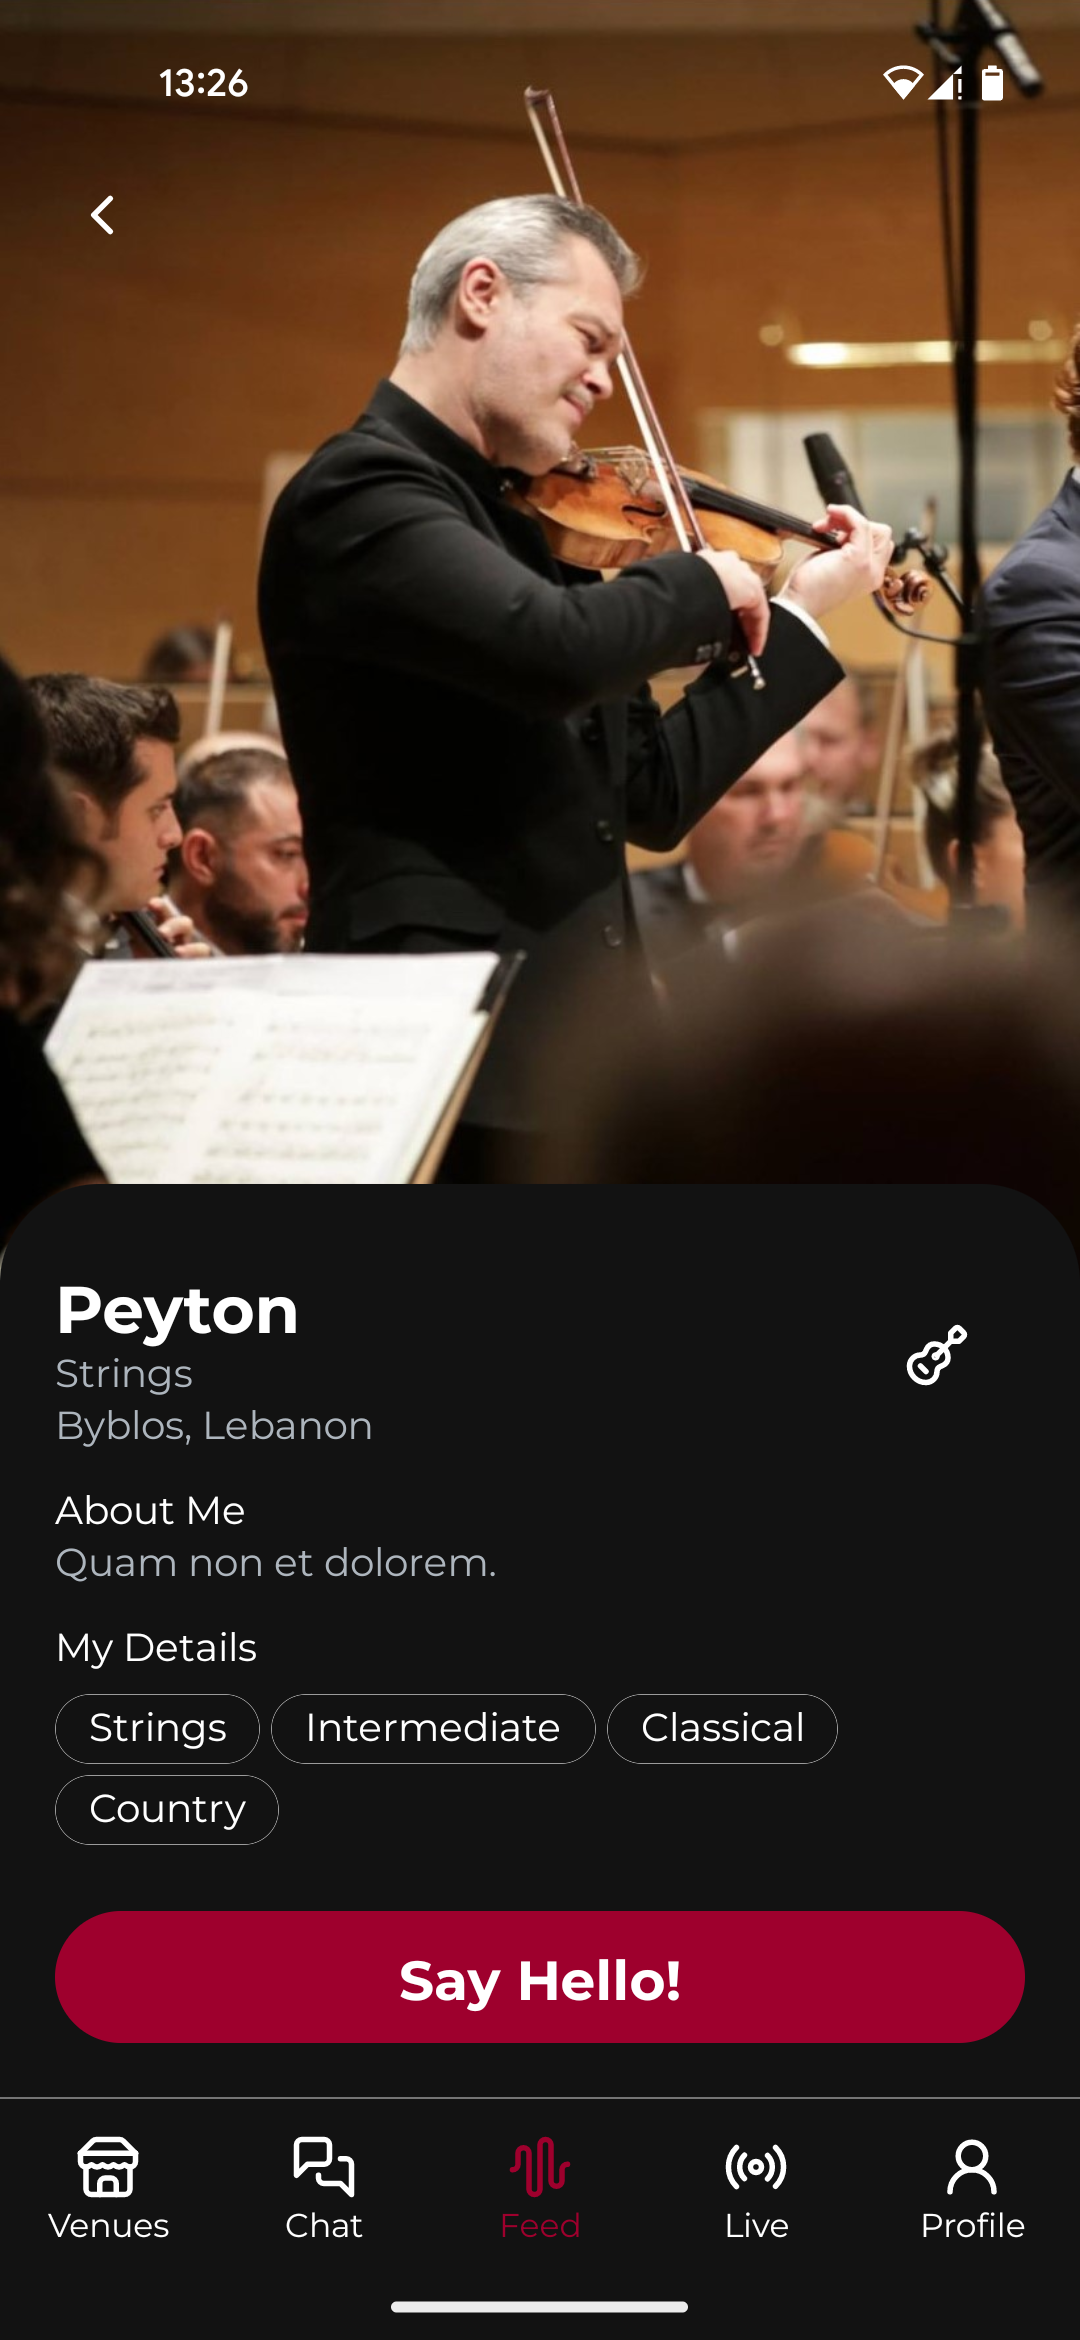 13:26
Peyton
Strings
Byblos, Lebanon
About Me
Quam non et dolorem.
My Details
Strings Intermediate Classical
Country
Say Hello!
Venues Chat Feed Live Profile